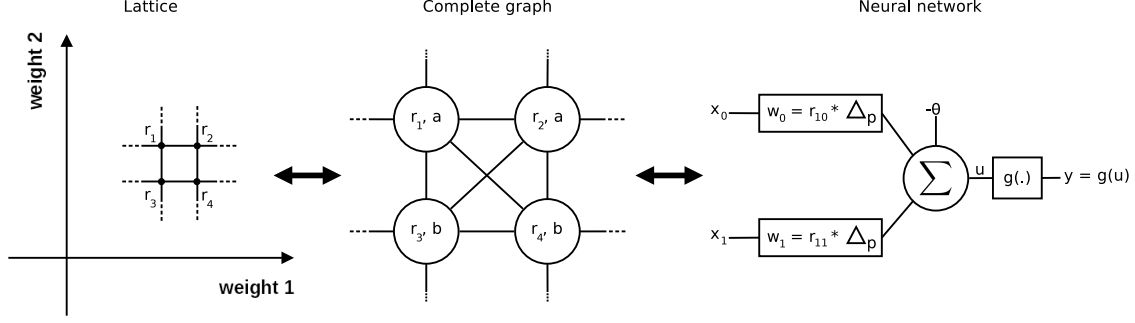 Lattice
weight 2
r1
r2
r3
r4
weight 1
Complete graph
r1, a
r2, a
r3, b
r4, b
Neural network
x0
w0 = r10 * Δp
-θ
Σ
u
g(.)
y = g(u)
x1
w1 = r11 * Δp